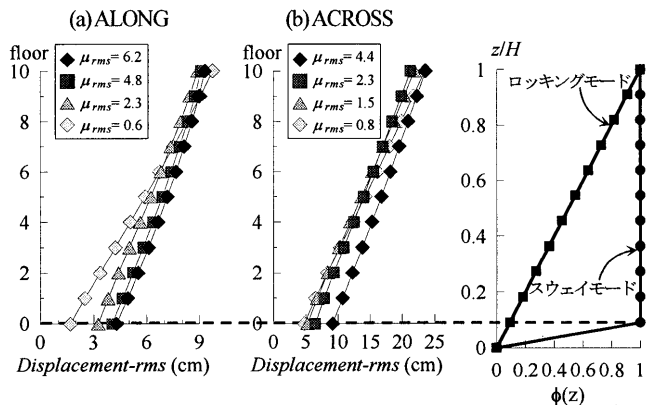 (a) ALONG
floor
μrms= 6.2
μrms= 4.8
μrms= 2.3
μrms= 0.6
10
8
6
4
2
0
0 3 6 9
Displacement-rms (cm)
(b) ACROSS
floor
μrms= 4.4
μrms= 2.3
μrms= 1.5
μrms= 0.8
10
8
6
4
2
0
0 5 10 15 20 25
Displacement-rms (cm)
z/H
1
0.8
0.6
0.4
0.2
0
ロッキングモード
スウェイモード
0 0.2 0.4 0.6 0.8 1
ϕ(z)